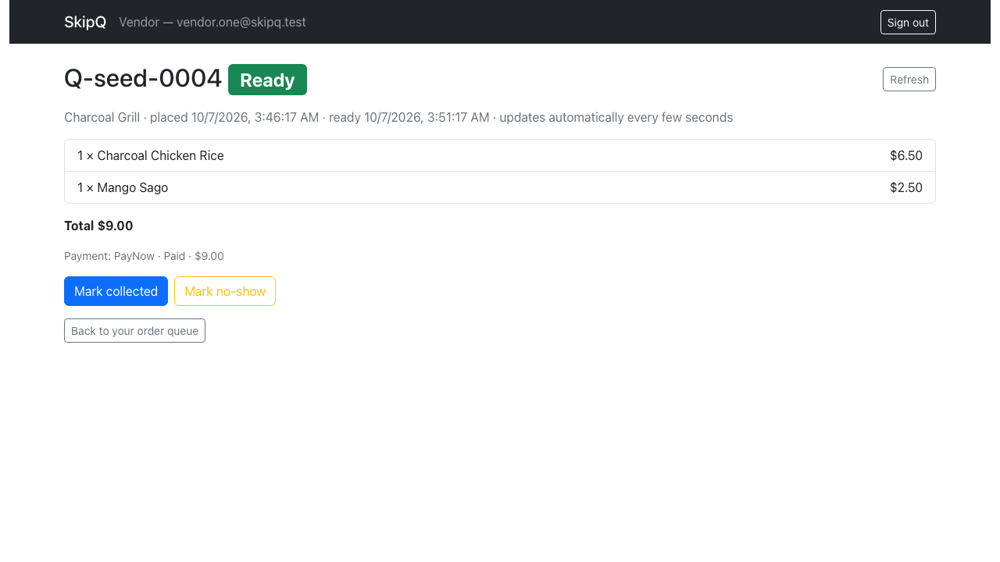 SkipQ Vendor — vendor.one@skipq.test Sign out
Q-seed-0004 Ready Refresh
Charcoal Grill · placed 10/7/2026, 3:46:17 AM · ready 10/7/2026, 3:51:17 AM · updates automatically every few seconds
1 × Charcoal Chicken Rice $6.50
1 × Mango Sago $2.50
Total $9.00
Payment: PayNow · Paid · $9.00
Mark collected Mark no-show
Back to your order queue